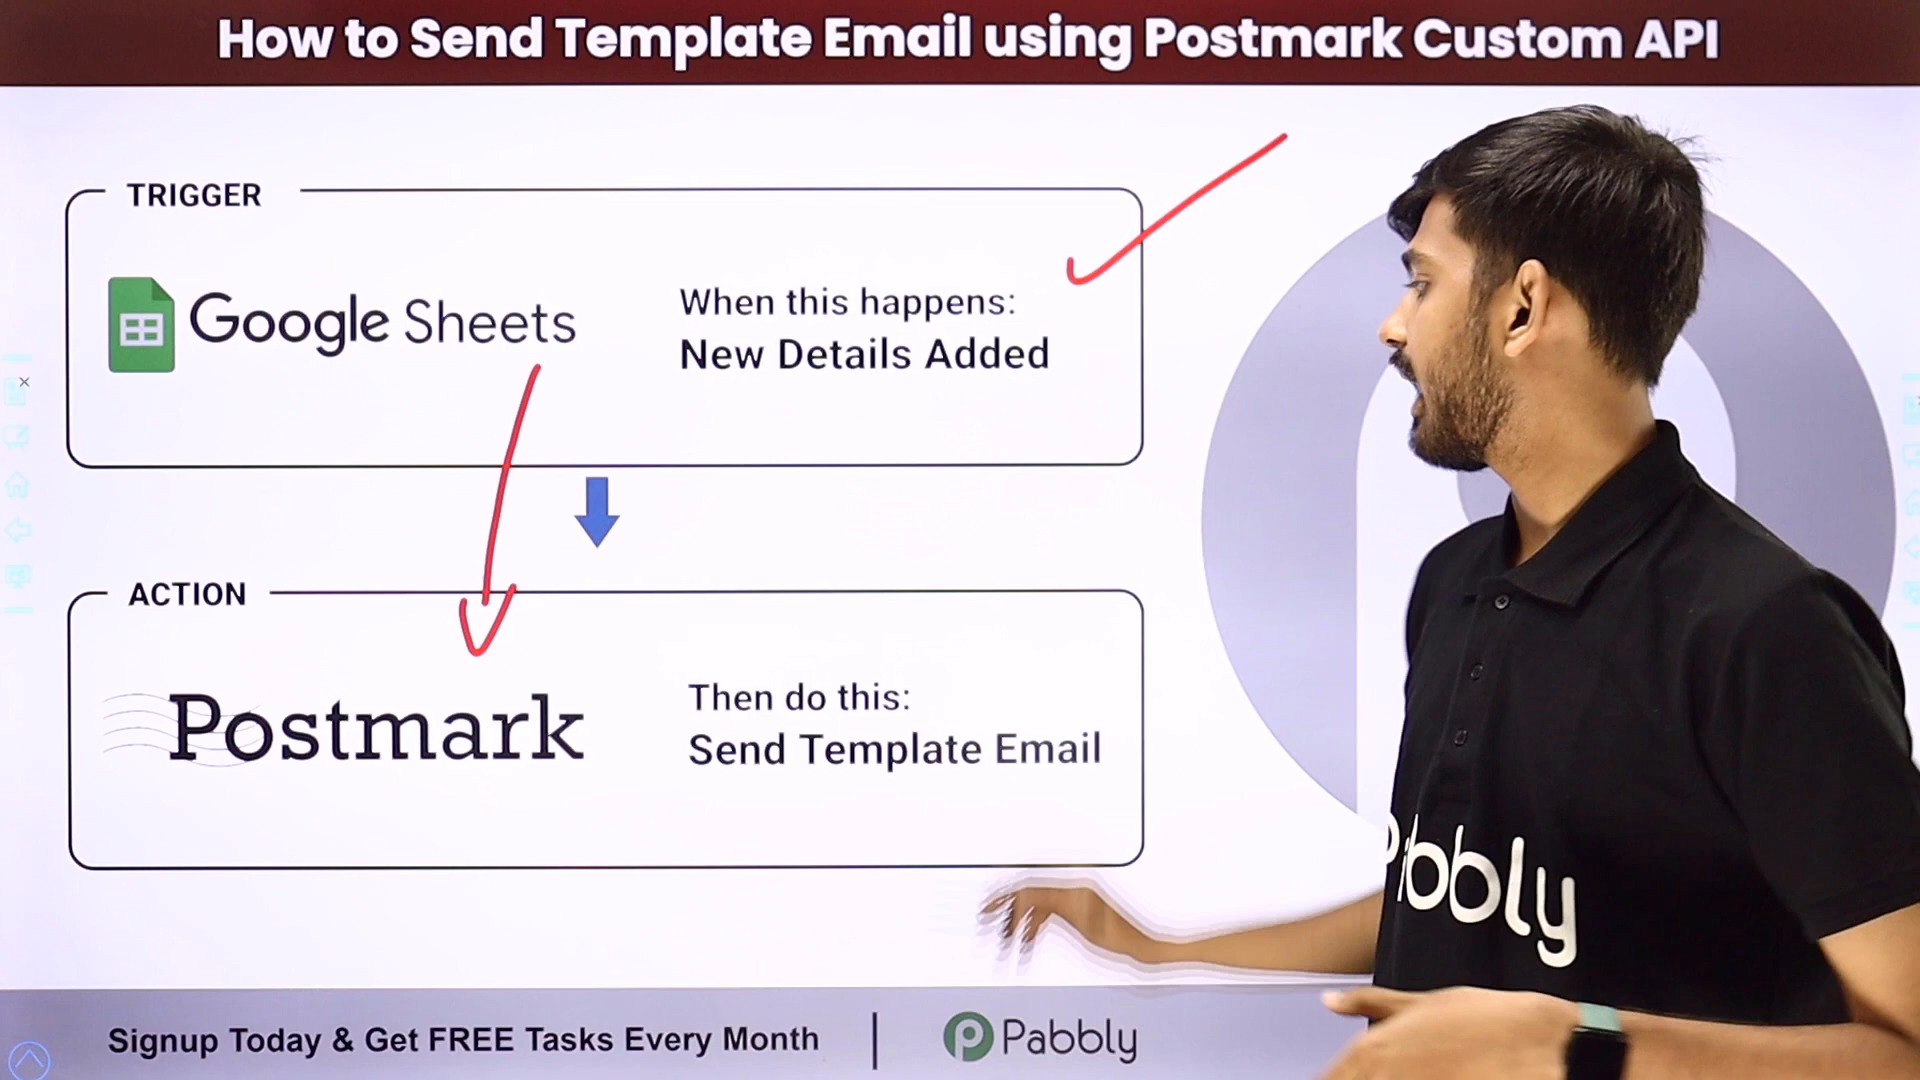 How to Send Template Email using Postmark Custom API
TRIGGER
Google Sheets
When this happens:
New Details Added
ACTION
Postmark
Then do this:
Send Template Email
Pabbly
Signup Today & Get FREE Tasks Every Month
Pabbly